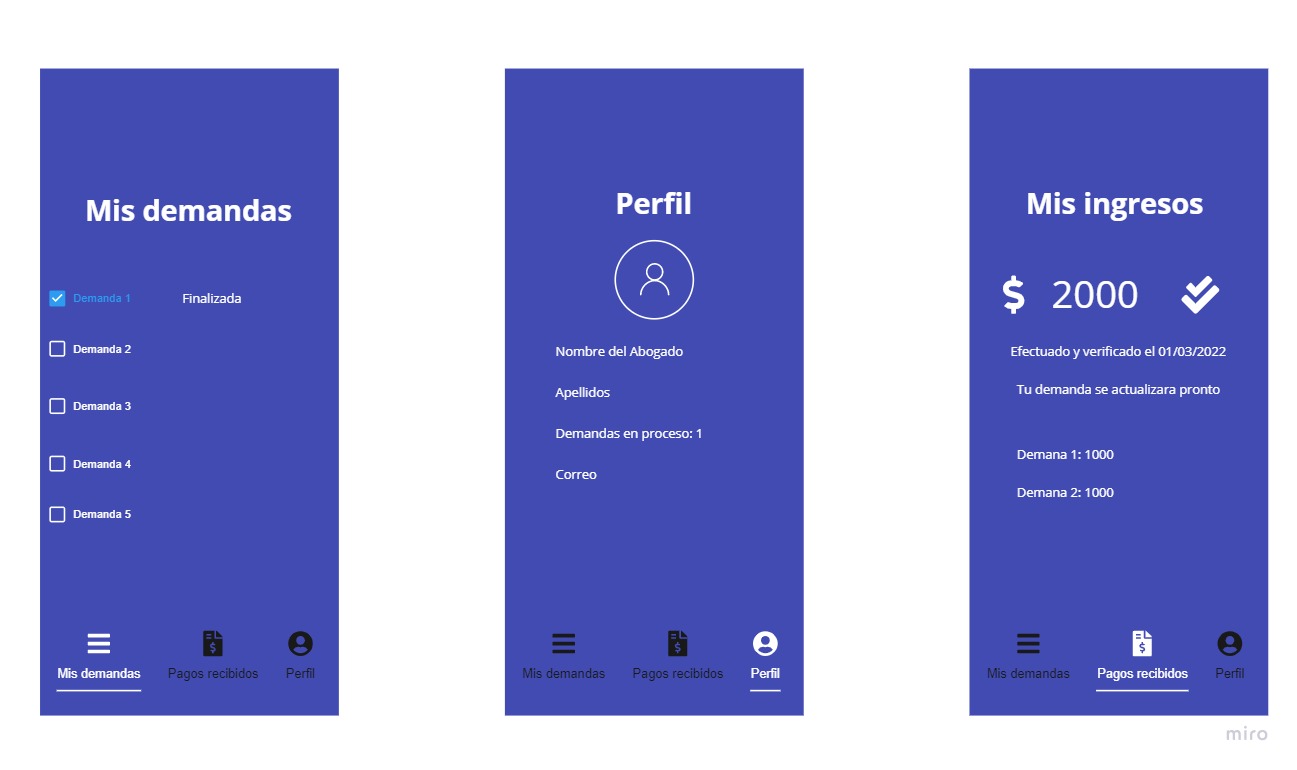 Mis demandas
Demanda 1 Finalizada
Demanda 2
Demanda 3
Demanda 4
Demanda 5
Mis demandas Pagos recibidos Perfil
Perfil
Nombre del Abogado
Apellidos
Demandas en proceso: 1
Correo
Mis demandas Pagos recibidos Perfil
Mis ingresos
$ 2000
Efectuado y verificado el 01/03/2022
Tu demanda se actualizara pronto
Demana 1: 1000
Demana 2: 1000
Mis demandas Pagos recibidos Perfil
miro